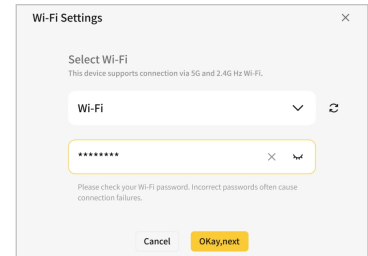 Wi-Fi Settings
Select Wi-Fi
This device supports connection via 5G and 2.4G Hz Wi-Fi.
Wi-Fi
********
Please check your Wi-Fi password. Incorrect passwords often cause
connection failures.
Cancel OKay,next